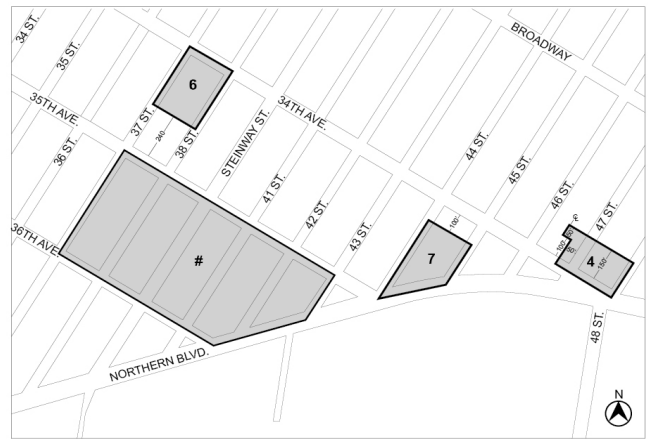 34 ST.
35 ST.
BROADWAY
6
35TH AVE.
37 ST.
240
38 ST.
34TH AVE.
STEINWAY ST.
36 ST.
44 ST.
45 ST.
46 ST.
47 ST.
41 ST.
42 ST.
43 ST.
100'
℄
36TH AVE.
#
7
100'
90'
90'
4
150'
NORTHERN BLVD.
48 ST.
N